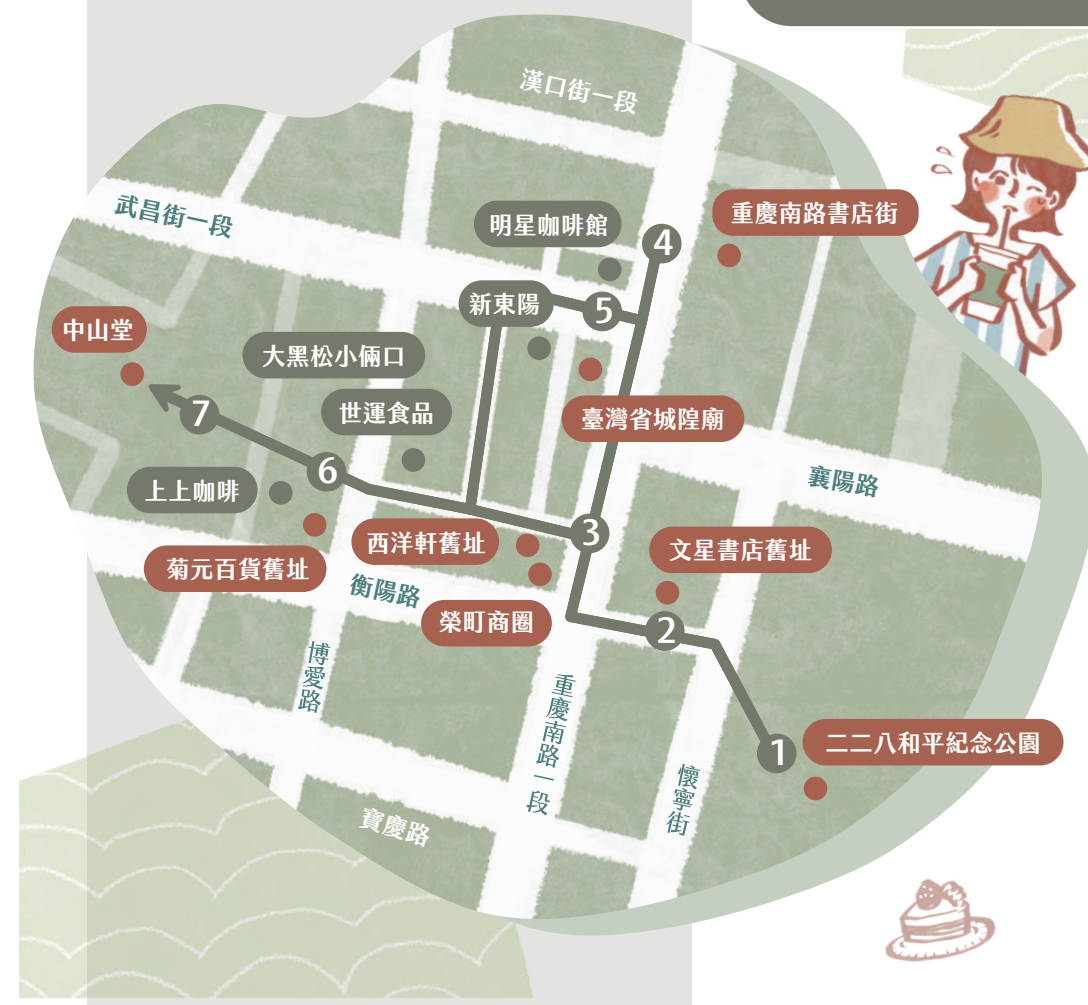 漢口街一段
武昌街一段
重慶南路書店街
明星咖啡館
4
新東陽
5
中山堂
大黑松小倆口
世運食品
7
臺灣省城隍廟
6
上上咖啡
襄陽路
3
西洋軒舊址
文星書店舊址
菊元百貨舊址
衡陽路
榮町商圈
2
博愛路
重慶南路一段
1
二二八和平紀念公園
懷寧街
寶慶路